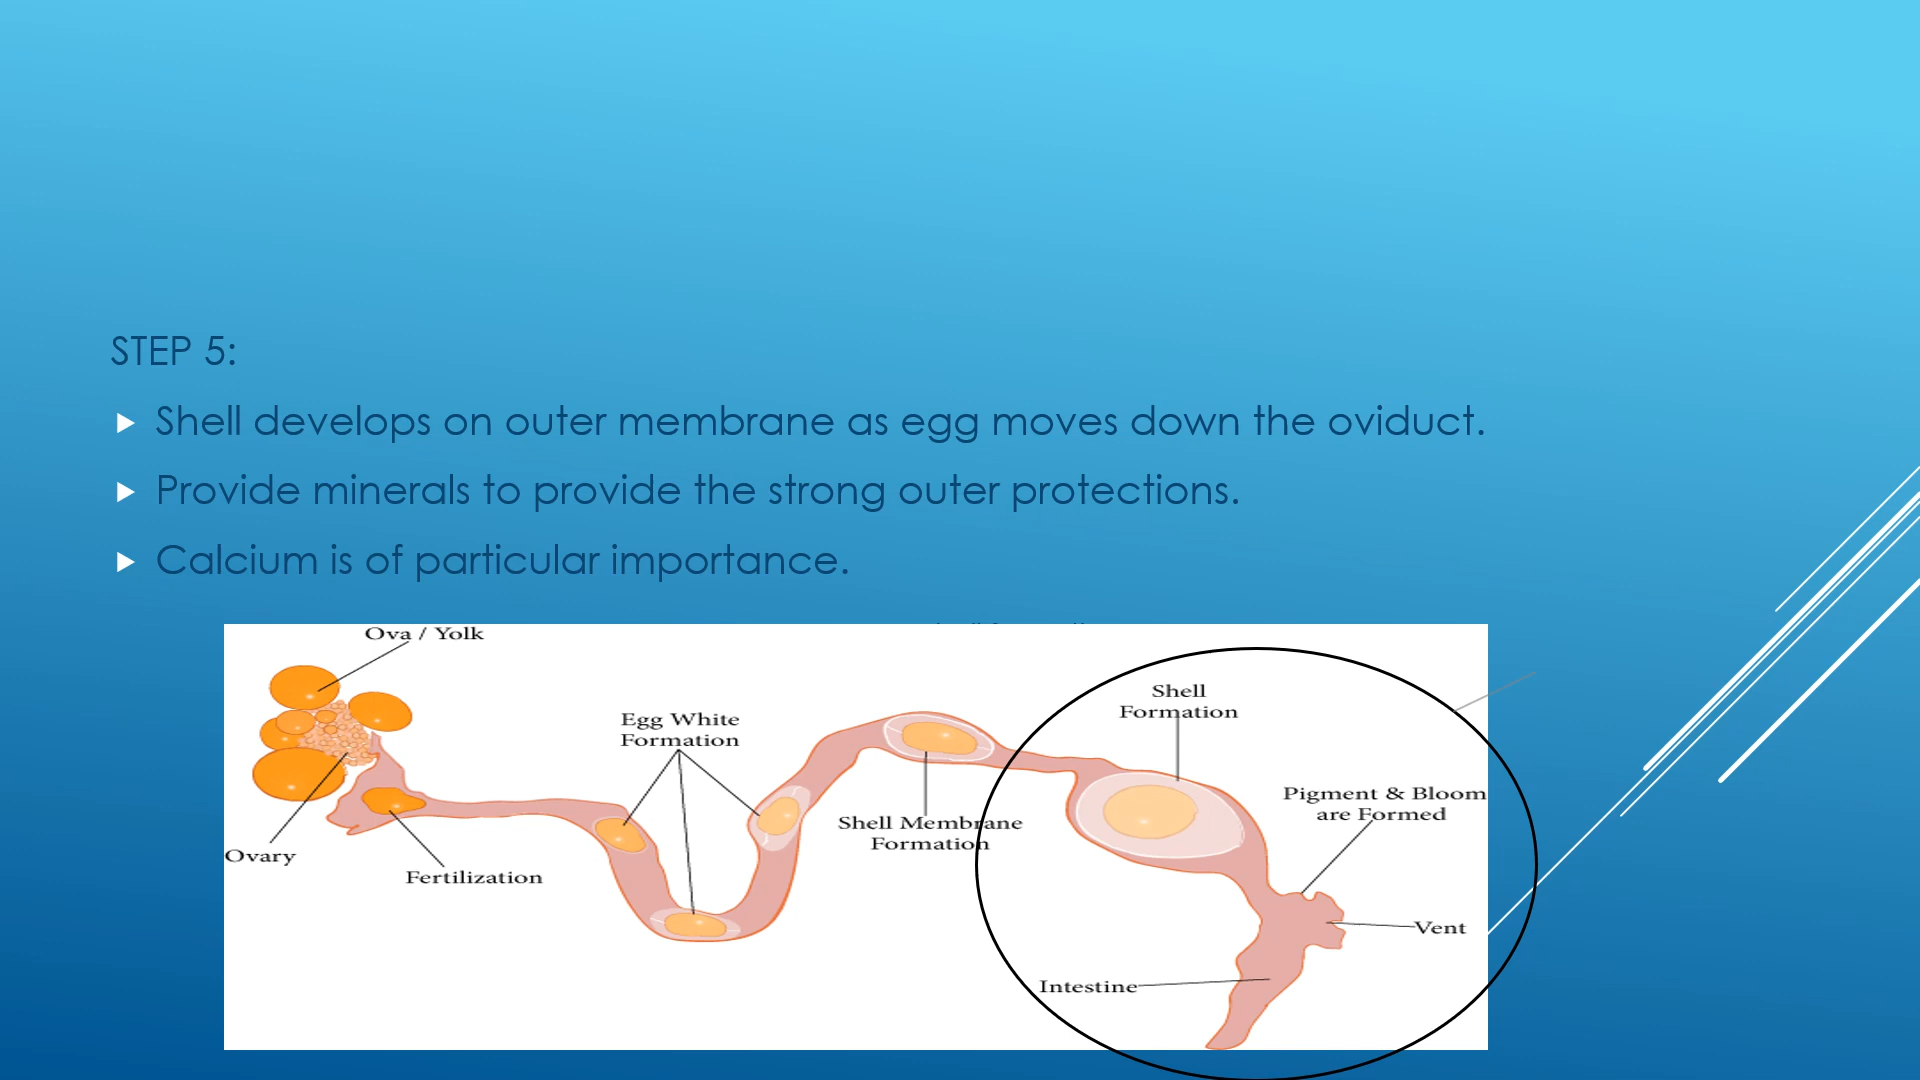 STEP 5:
Shell develops on outer membrane as egg moves down the oviduct.
Provide minerals to provide the strong outer protections.
Calcium is of particular importance.
Ova / Yolk
Egg White
Formation
Shell
Formation
Pigment & Bloom
are Formed
Shell Membrane
Formation
Ovary
Fertilization
Vent
Intestine